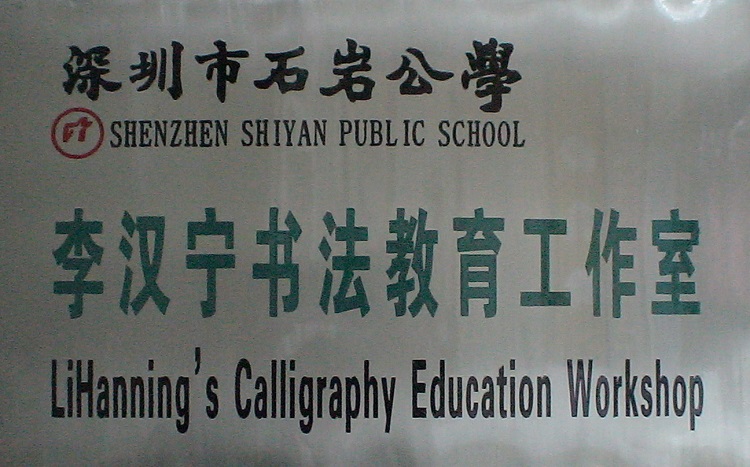 深圳市石岩公學
SHENZHEN SHIYAN PUBLIC SCHOOL
李汉宁书法教育工作室
LiHanning's Calligraphy Education Workshop